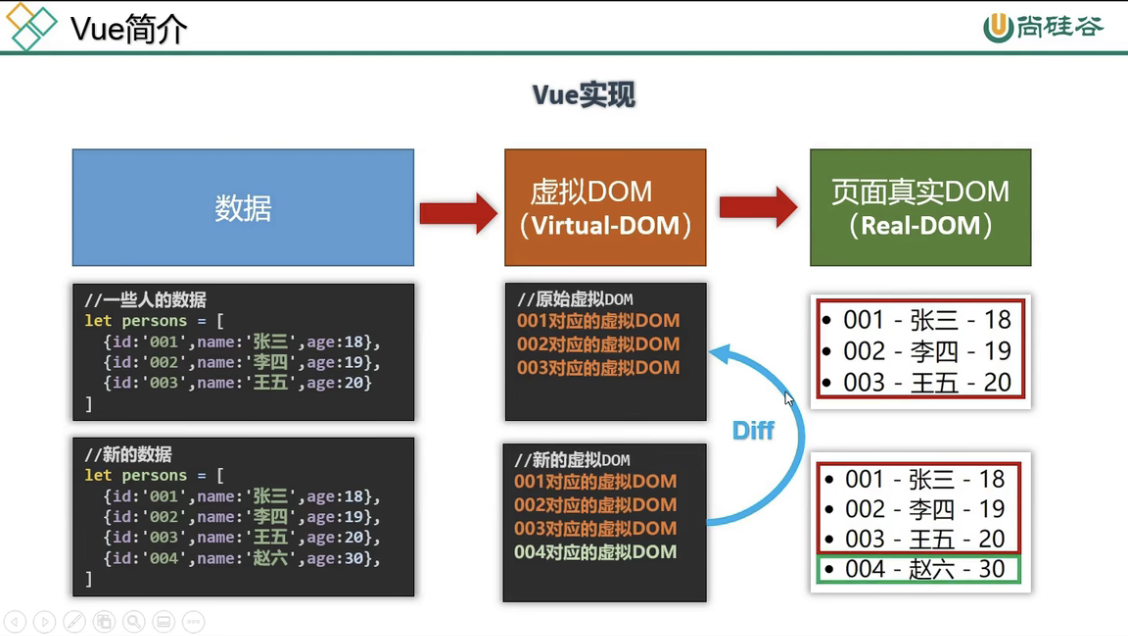 Vue简介
尚硅谷
Vue实现
数据
虚拟DOM
（Virtual-DOM）
页面真实DOM
（Real-DOM）
//一些人的数据
let persons = [
{id:'001',name:'张三',age:18},
{id:'002',name:'李四',age:19},
{id:'003',name:'王五',age:20}
]
//原始虚拟DOM
001对应的虚拟DOM
002对应的虚拟DOM
003对应的虚拟DOM
• 001 - 张三 - 18
• 002 - 李四 - 19
• 003 - 王五 - 20
Diff
//新的数据
let persons = [
{id:'001',name:'张三',age:18},
{id:'002',name:'李四',age:19},
{id:'003',name:'王五',age:20},
{id:'004',name:'赵六',age:30},
]
//新的虚拟DOM
001对应的虚拟DOM
002对应的虚拟DOM
003对应的虚拟DOM
004对应的虚拟DOM
• 001 - 张三 - 18
• 002 - 李四 - 19
• 003 - 王五 - 20
• 004 - 赵六 - 30